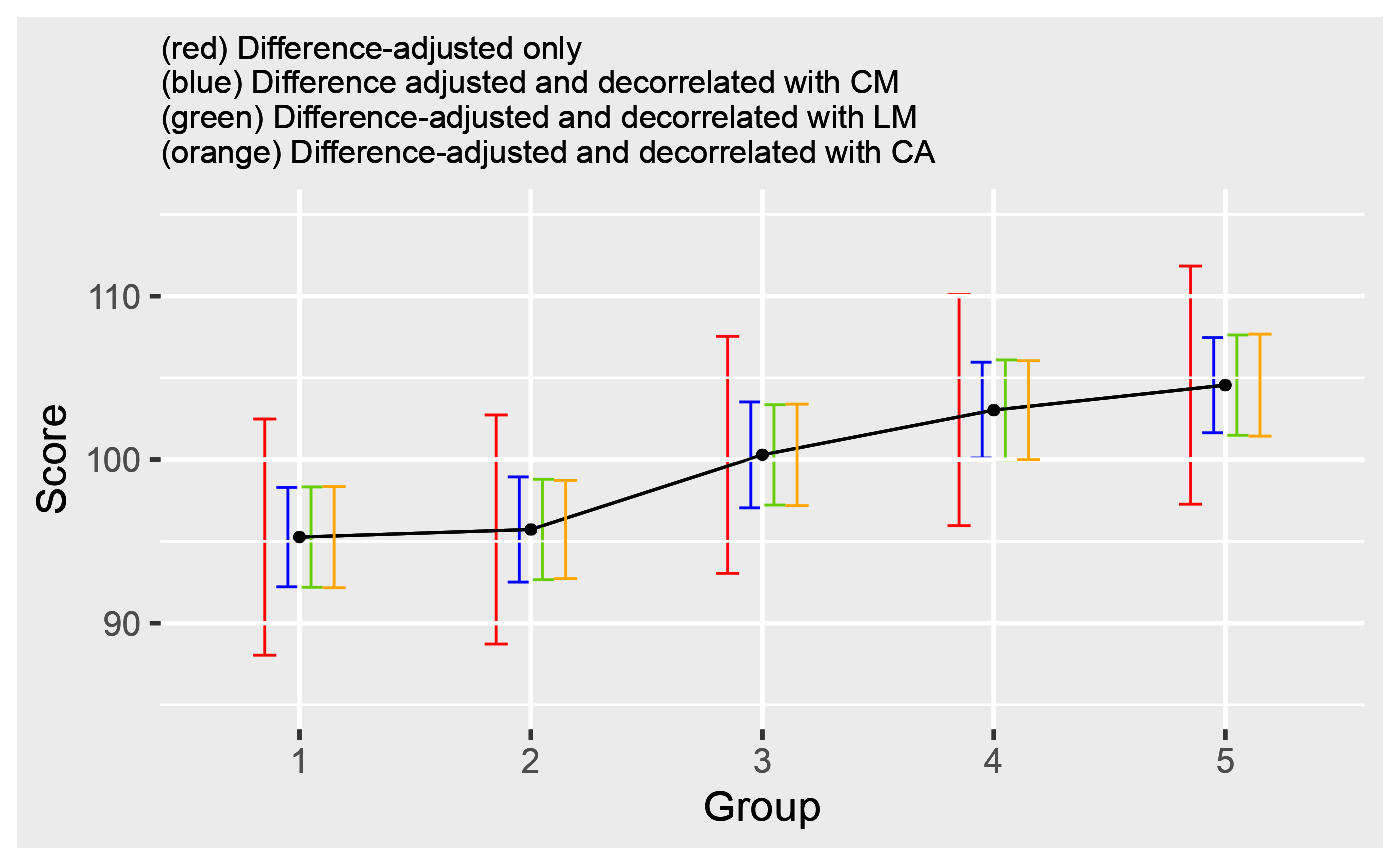 (red) Difference-adjusted only
(blue) Difference adjusted and decorrelated with CM
(green) Difference-adjusted and decorrelated with LM
(orange) Difference-adjusted and decorrelated with CA
110
100
90
Score
1 2 3 4 5
Group